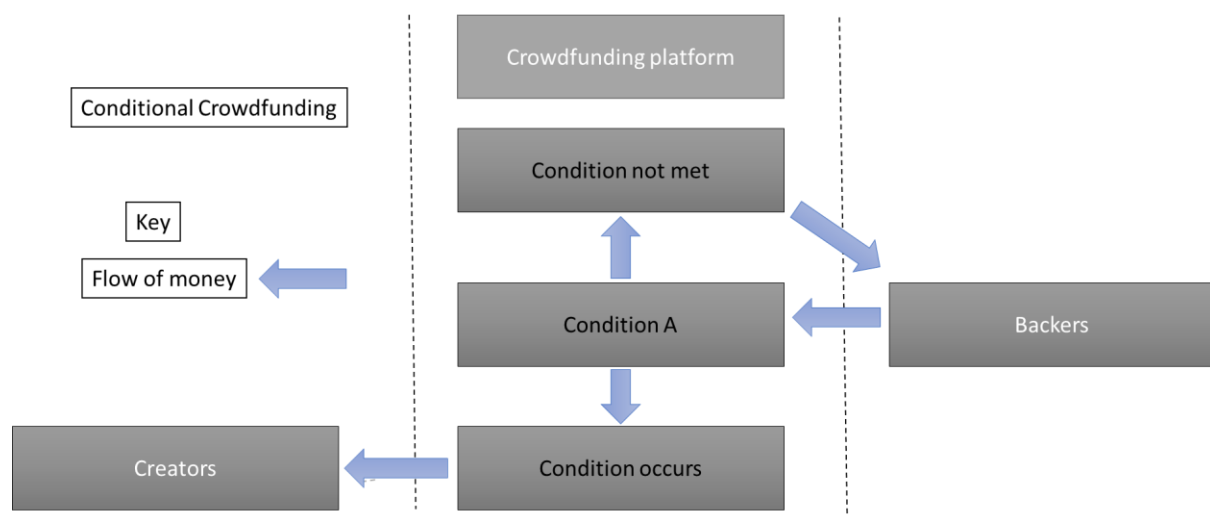 Crowdfunding platform
Conditional Crowdfunding
Condition not met
Key
Flow of money
Condition A
Backers
Creators
Condition occurs